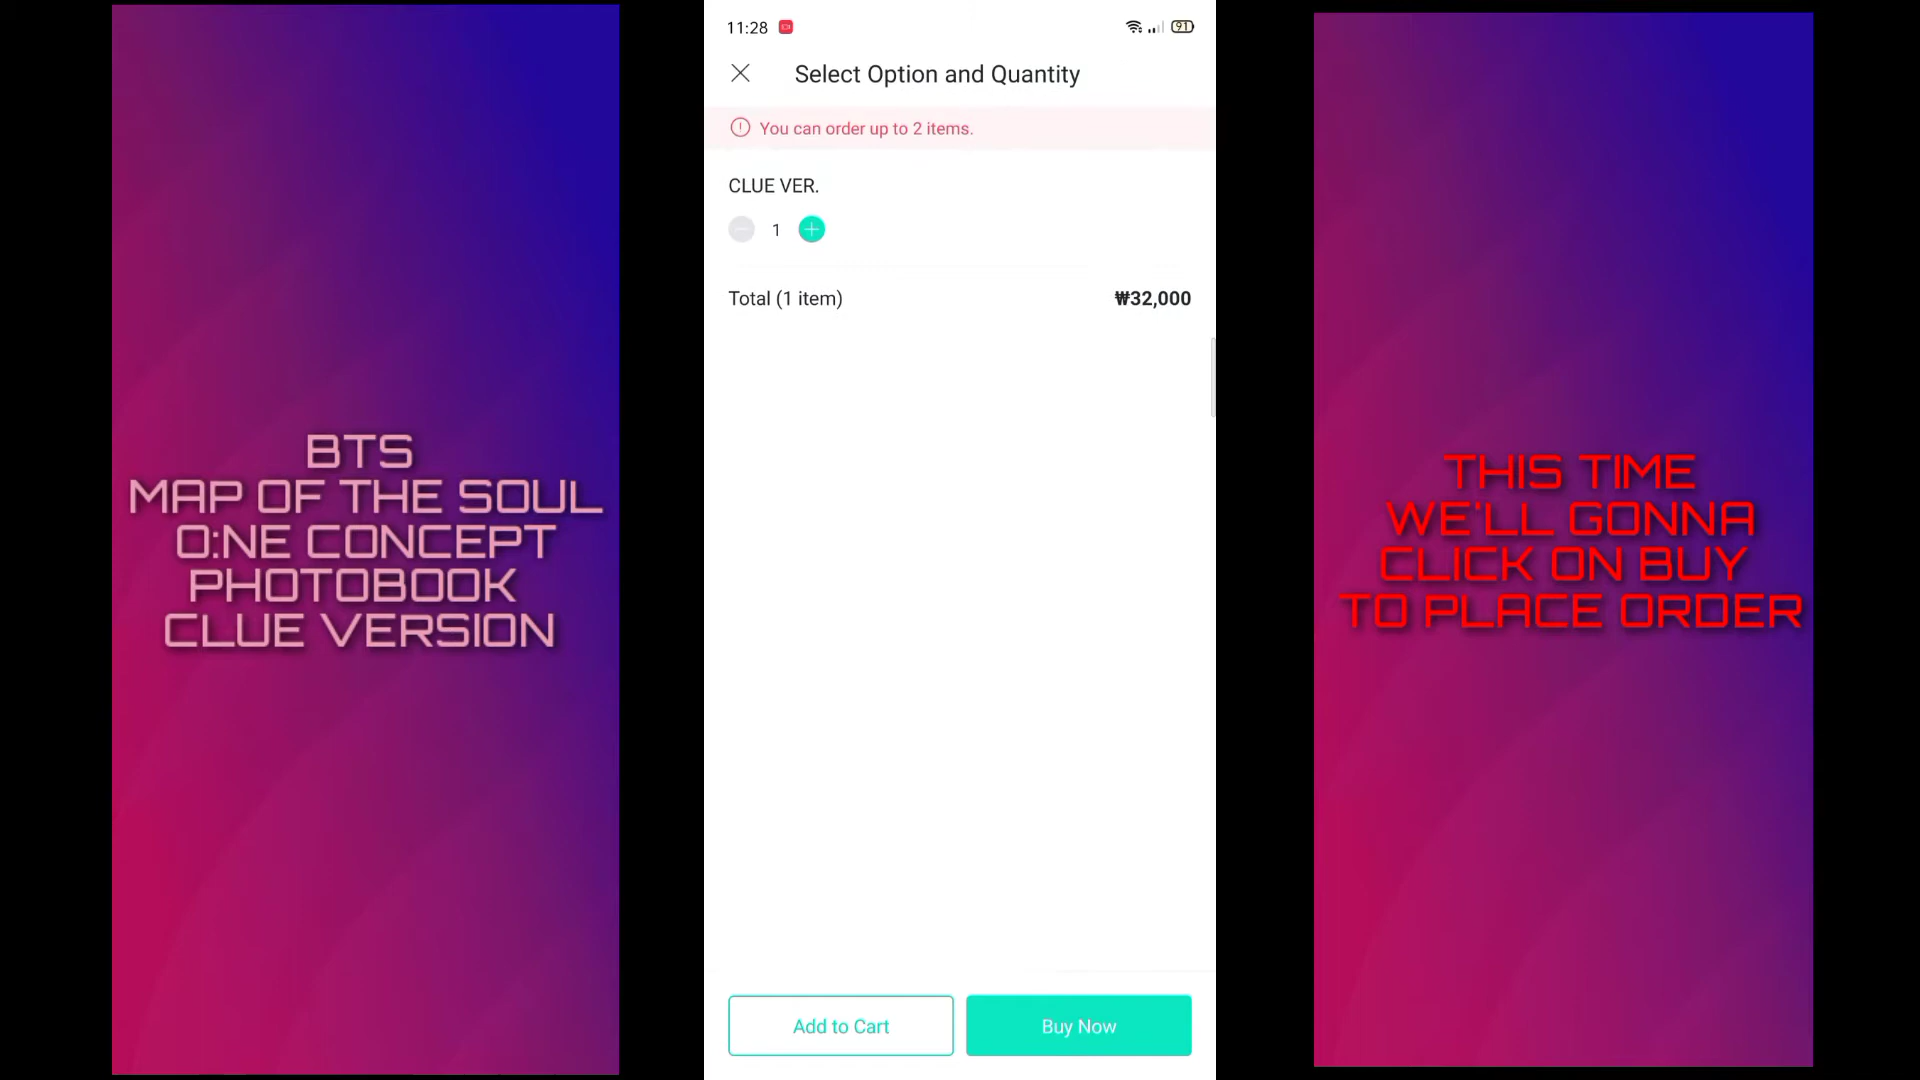 BTS
MAP OF THE SOUL
O:NE CONCEPT
PHOTOBOOK
CLUE VERSION
11:28
91
Select Option and Quantity
You can order up to 2 items.
CLUE VER.
1
Total (1 item)
₩32,000
Add to Cart
Buy Now
THIS TIME
WE'LL GONNA
CLICK ON BUY
TO PLACE ORDER